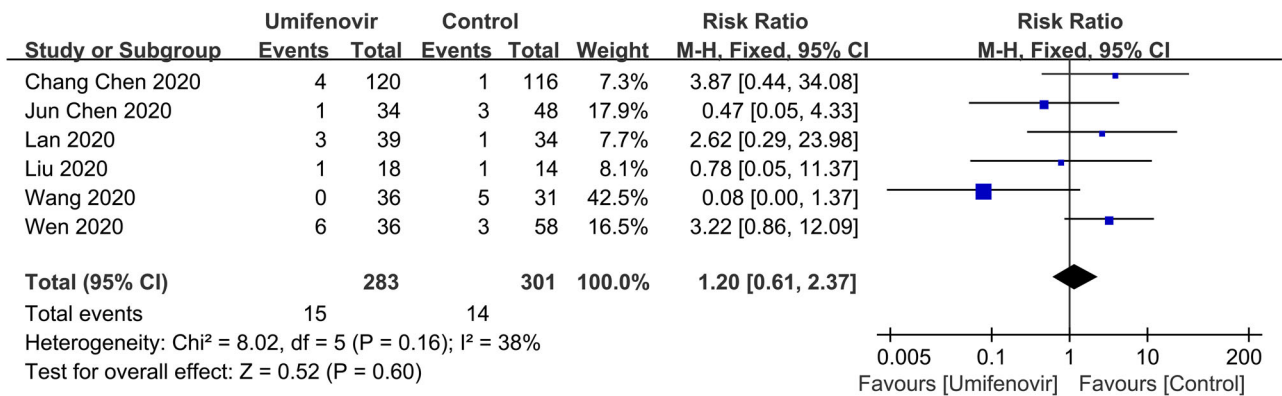 Umifenovir Control Risk Ratio Risk Ratio
Study or Subgroup Events Total Events Total Weight M-H, Fixed, 95% CI M-H, Fixed, 95% CI
Chang Chen 2020 4 120 1 116 7.3% 3.87 [0.44, 34.08]
Jun Chen 2020 1 34 3 48 17.9% 0.47 [0.05, 4.33]
Lan 2020 3 39 1 34 7.7% 2.62 [0.29, 23.98]
Liu 2020 1 18 1 14 8.1% 0.78 [0.05, 11.37]
Wang 2020 0 36 5 31 42.5% 0.08 [0.00, 1.37]
Wen 2020 6 36 3 58 16.5% 3.22 [0.86, 12.09]
Total (95% CI) 283 301 100.0% 1.20 [0.61, 2.37]
Total events 15 14
Heterogeneity: Chi² = 8.02, df = 5 (P = 0.16); I² = 38%
Test for overall effect: Z = 0.52 (P = 0.60)
0.005 0.1 1 10 200
Favours [Umifenovir] Favours [Control]